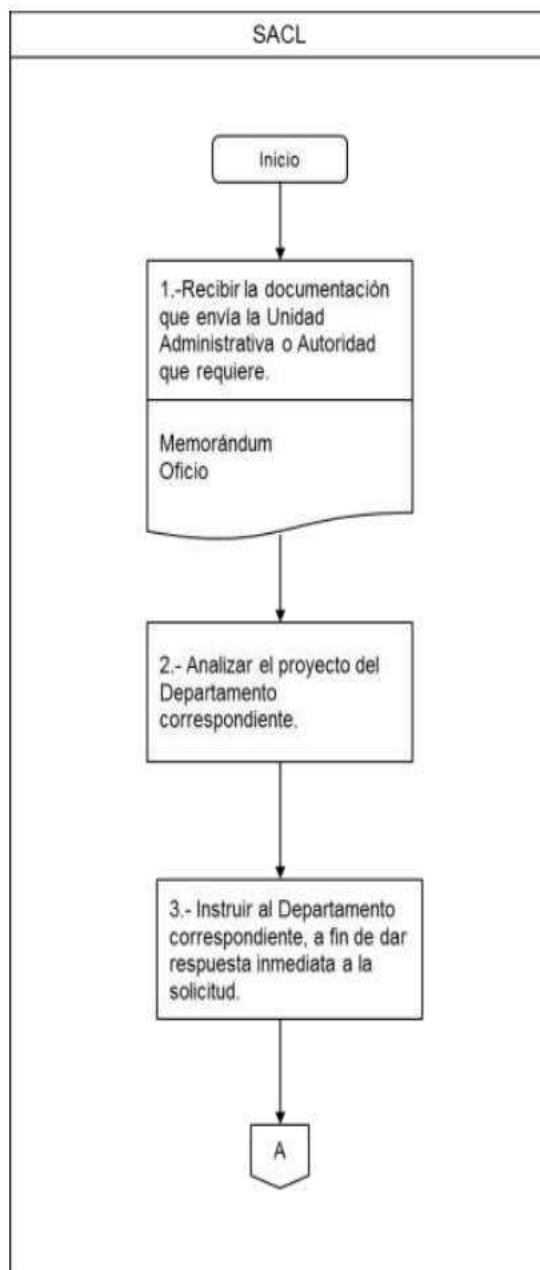 SACL
Inicio
1.-Recibir la documentación
que envía la Unidad
Administrativa o Autoridad
que requiere.
Memorándum
Oficio
2.- Analizar el proyecto del
Departamento
correspondiente.
3.- Instruir al Departamento
correspondiente, a fin de dar
respuesta inmediata a la
solicitud.
A